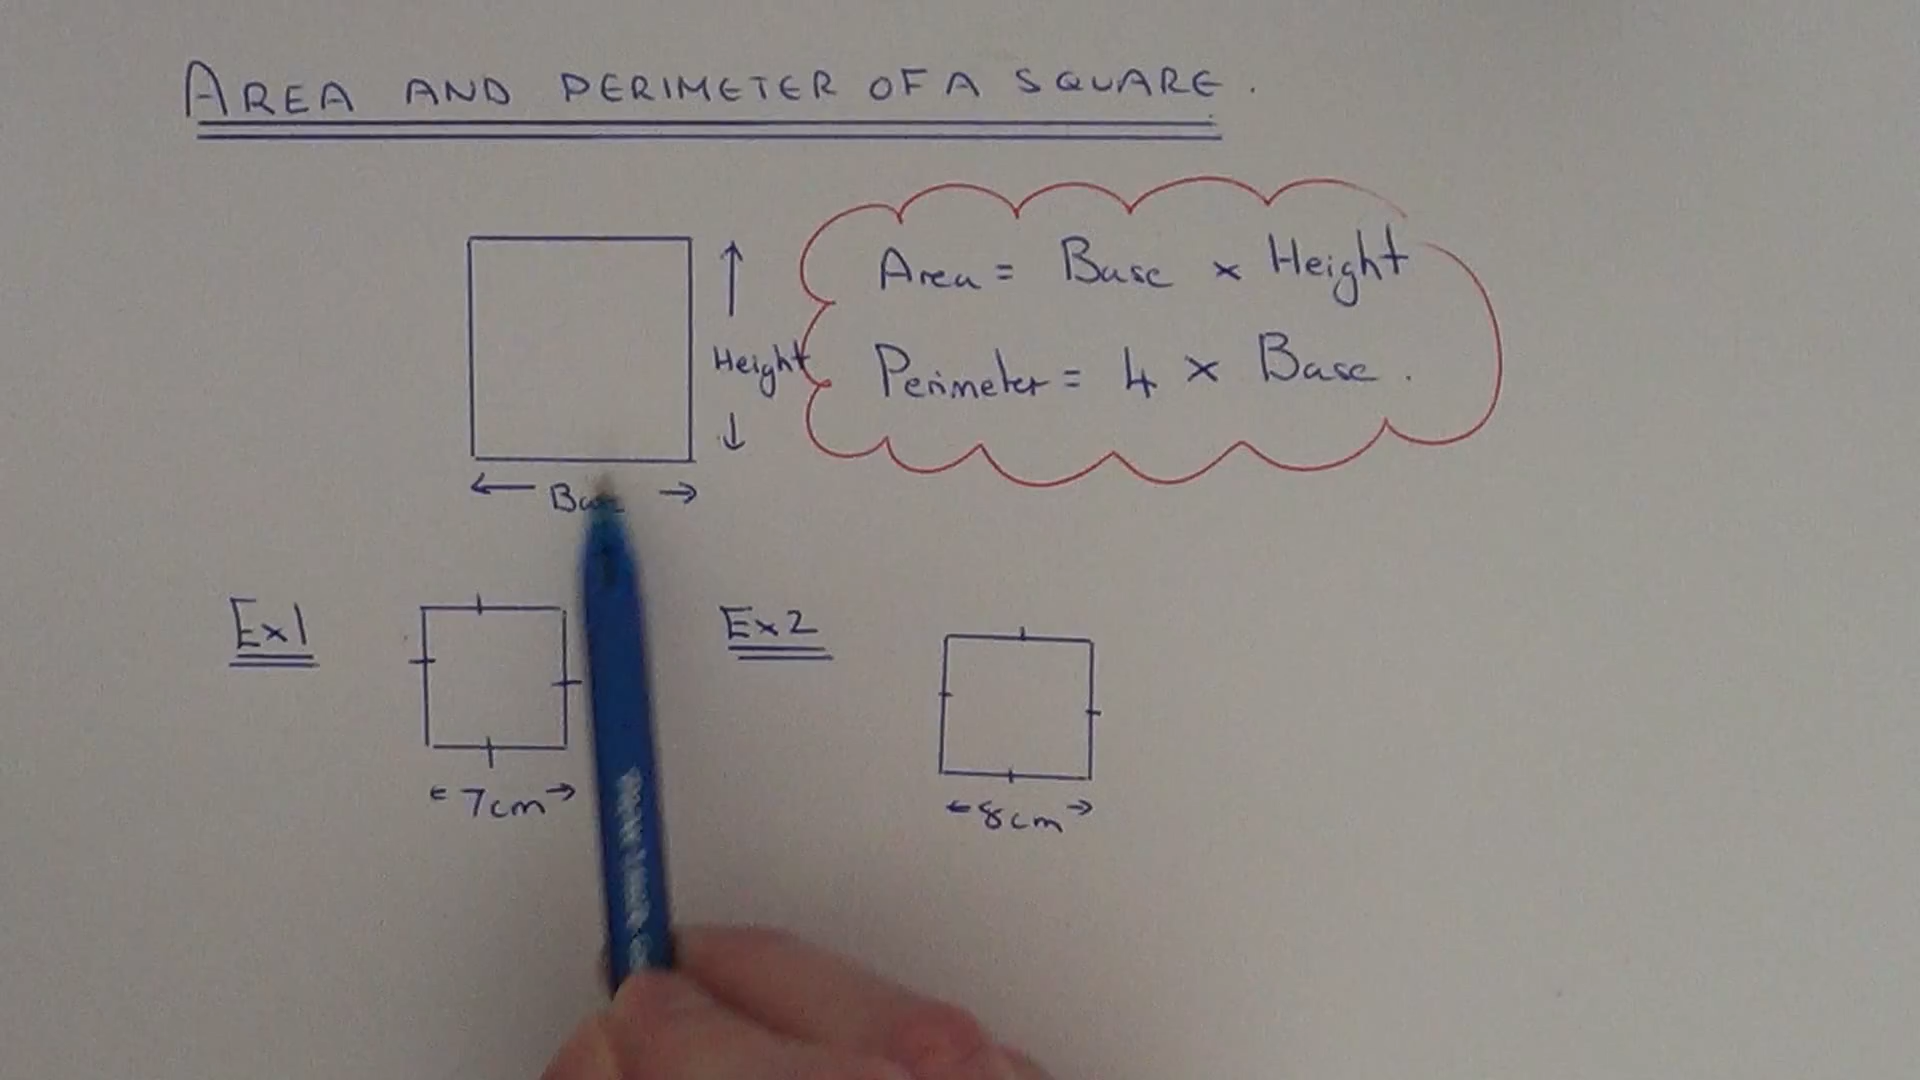 AREA AND PERIMETER OF A SQUARE.
Area = Base × Height
Height
Perimeter = 4 × Base.
Ex1
Ex2
7cm
8cm